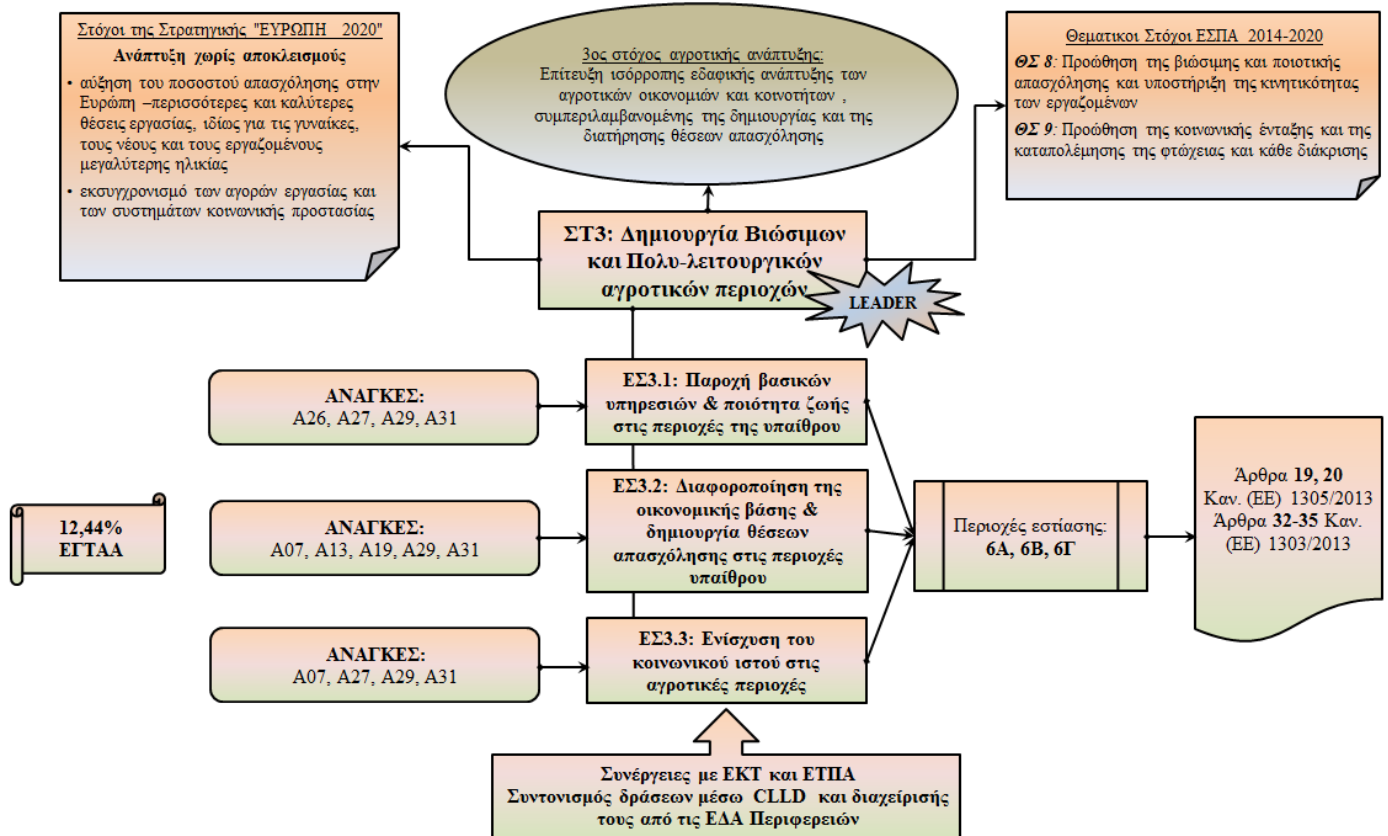 Στόχοι της Στρατηγικής "ΕΥΡΩΠΗ 2020"
Ανάπτυξη χωρίς αποκλεισμούς
• αύξηση του ποσοστού απασχόλησης στην
Ευρώπη –περισσότερες και καλύτερες
θέσεις εργασίας, ιδίως για τις γυναίκες,
τους νέους και τους εργαζομένους
μεγαλύτερης ηλικίας
• εκσυγχρονισμό των αγορών εργασίας και
των συστημάτων κοινωνικής προστασίας
3ος στόχος αγροτικής ανάπτυξης:
Επίτευξη ισόρροπης εδαφικής ανάπτυξης των
αγροτικών οικονομιών και κοινοτήτων ,
συμπεριλαμβανομένης της δημιουργίας και της
διατήρησης θέσεων απασχόλησης
Θεματικοι Στόχοι ΕΣΠΑ 2014-2020
ΘΣ 8: Προώθηση της βιώσιμης και ποιοτικής
απασχόλησης και υποστήριξη της κινητικότητας
των εργαζομένων
ΘΣ 9: Προώθηση της κοινωνικής ένταξης και της
καταπολέμησης της φτώχειας και κάθε διάκρισης
ΣΤ3: Δημιουργία Βιώσιμων
και Πολυ-λειτουργικών
αγροτικών περιοχών
LEADER
ΑΝΑΓΚΕΣ:
Α26, Α27, Α29, Α31
ΕΣ3.1: Παροχή βασικών
υπηρεσιών & ποιότητα ζωής
στις περιοχές της υπαίθρου
12,44%
ΕΓΤΑΑ
ΑΝΑΓΚΕΣ:
Α07, Α13, Α19, Α29, Α31
ΕΣ3.2: Διαφοροποίηση της
οικονομικής βάσης &
δημιουργία θέσεων
απασχόλησης στις περιοχές
υπαίθρου
ΑΝΑΓΚΕΣ:
Α07, Α27, Α29, Α31
ΕΣ3.3: Ενίσχυση του
κοινωνικού ιστού στις
αγροτικές περιοχές
Περιοχές εστίασης:
6Α, 6Β, 6Γ
Άρθρα 19, 20
Καν. (ΕΕ) 1305/2013
Άρθρα 32-35 Καν.
(ΕΕ) 1303/2013
Συνέργειες με ΕΚΤ και ΕΤΠΑ
Συντονισμός δράσεων μέσω CLLD και διαχείρισής
τους από τις ΕΔΑ Περιφερειών